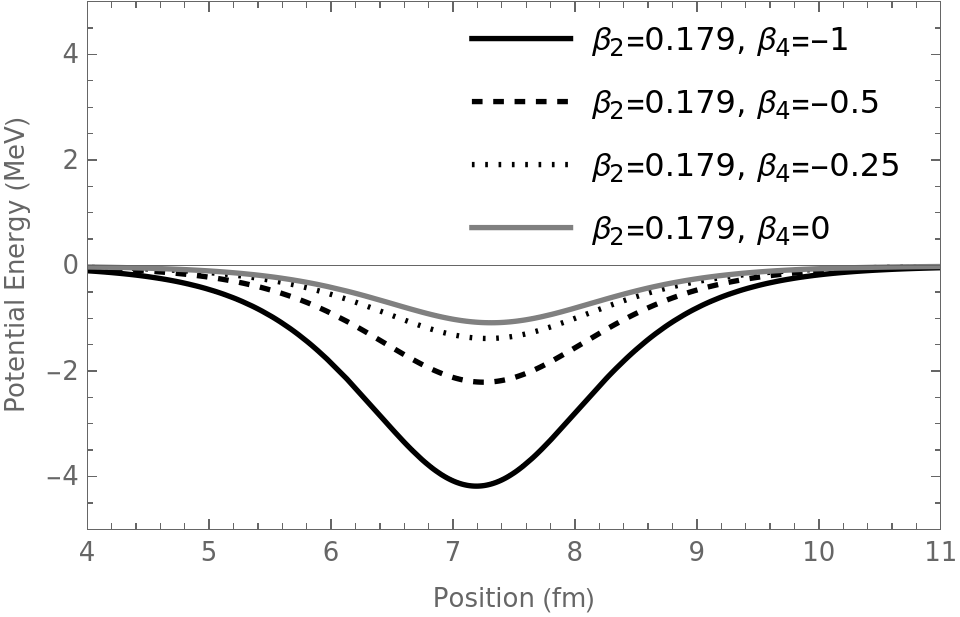 β2=0.179, β4=−1
β2=0.179, β4=−0.5
β2=0.179, β4=−0.25
β2=0.179, β4=0
Potential Energy (MeV)
4
2
0
−2
−4
4 5 6 7 8 9 10 11
Position (fm)